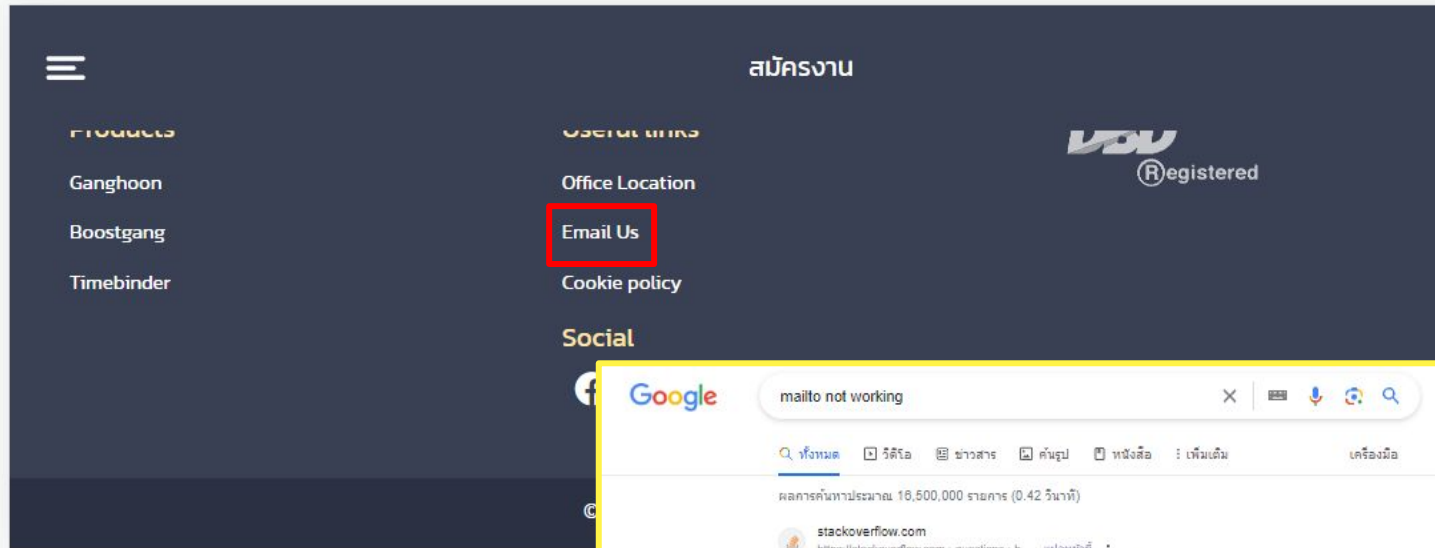 สมัครงาน
Products
Useful links
DBD
Registered
Ganghoon
Office Location
Boostgang
Email Us
Timebinder
Cookie policy
Social
Google
mailto not working
ทั้งหมด วิดีโอ ข่าวสาร ค้นรูป หนังสือ เพิ่มเติม เครื่องมือ
ผลการค้นหาประมาณ 16,500,000 รายการ (0.42 วินาที)
©
stackoverflow.com